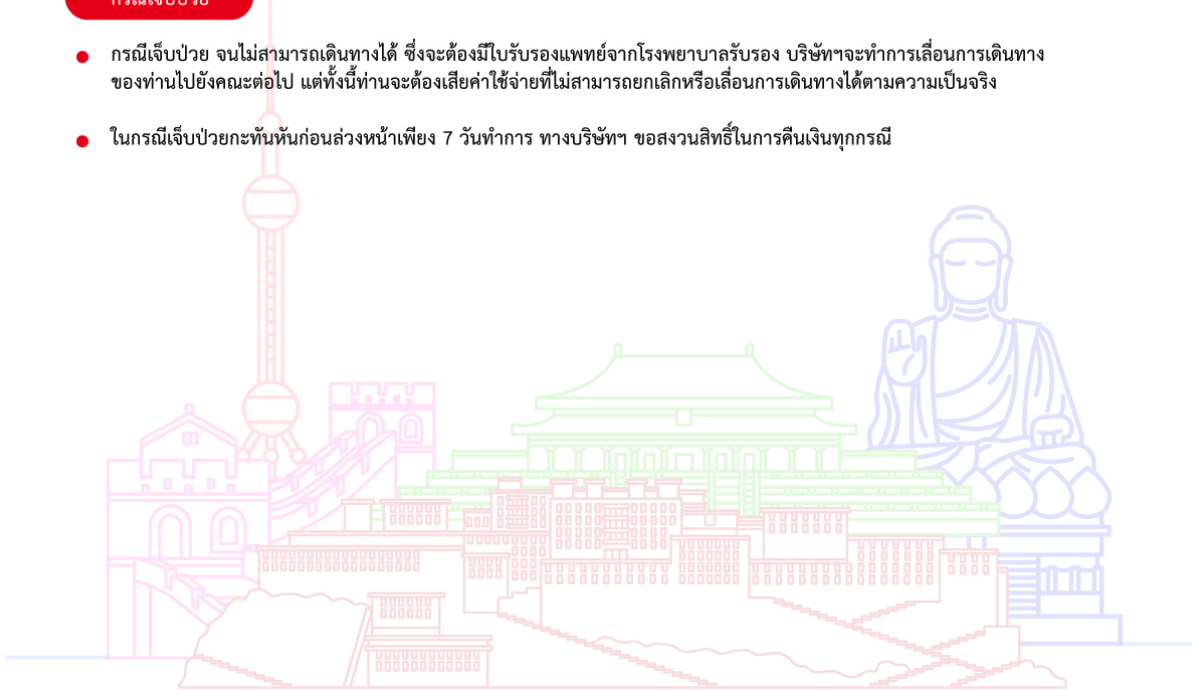 กรณีเจ็บป่วย
กรณีเจ็บป่วย จนไม่สามารถเดินทางได้ ซึ่งจะต้องมีใบรับรองแพทย์จากโรงพยาบาลรับรอง บริษัทฯจะทำการเลื่อนการเดินทาง
ของท่านไปยังคณะต่อไป แต่ทั้งนี้ท่านจะต้องเสียค่าใช้จ่ายที่ไม่สามารถยกเลิกหรือเลื่อนการเดินทางได้ตามความเป็นจริง
ในกรณีเจ็บป่วยกะทันหันก่อนล่วงหน้าเพียง 7 วันทำการ ทางบริษัทฯ ขอสงวนสิทธิ์ในการคืนเงินทุกกรณี